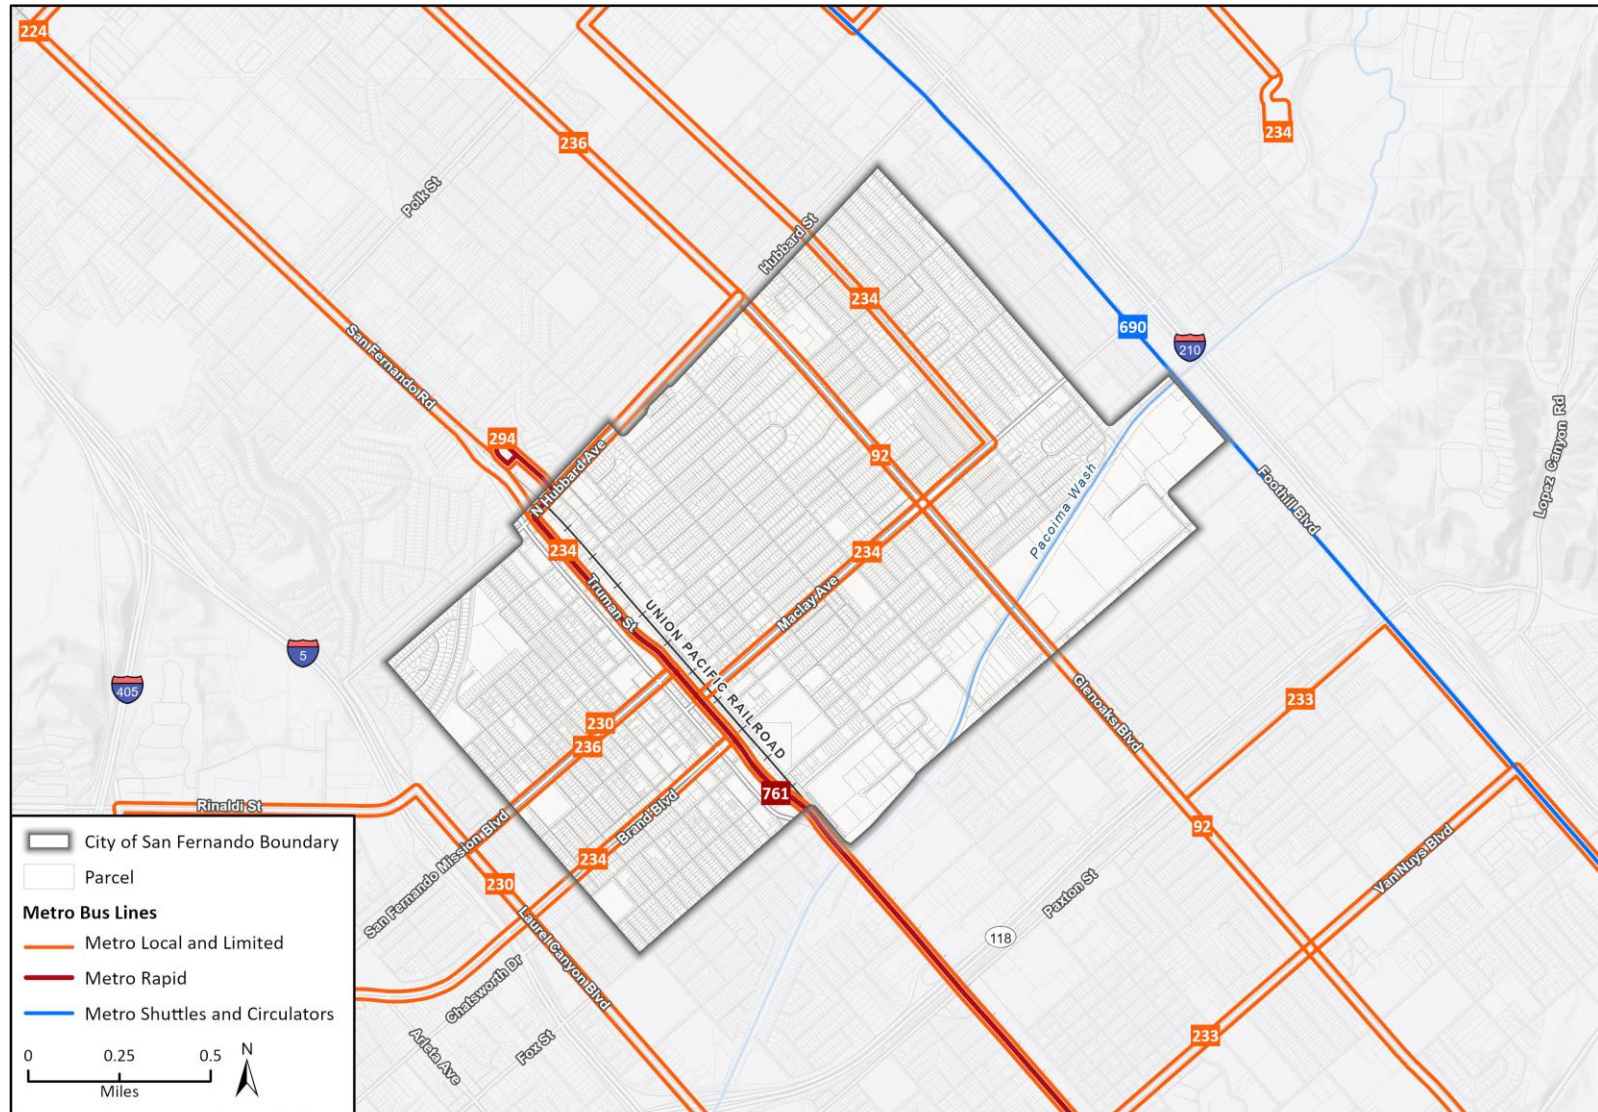 224
236
234
Polk St
Hubbard St
234
690
210
San Fernando Rd
294
N Hubbard Ave
92
Lopez Canyon Rd
Foothill Blvd
Pacoima Wash
234
234
Truman St
Maclay Ave
UNION PACIFIC RAILROAD
5
405
230
236
Glenoaks Blvd
233
761
Rinaldi St
Brand Blvd
San Fernando Mission Blvd
92
234
230
Van Nuys Blvd
Paxton St
118
Laurel Canyon Blvd
Chatsworth Dr
Arleta Ave
Fox St
233
City of San Fernando Boundary
Parcel
Metro Bus Lines
Metro Local and Limited
Metro Rapid
Metro Shuttles and Circulators
0 0.25 0.5
Miles
N